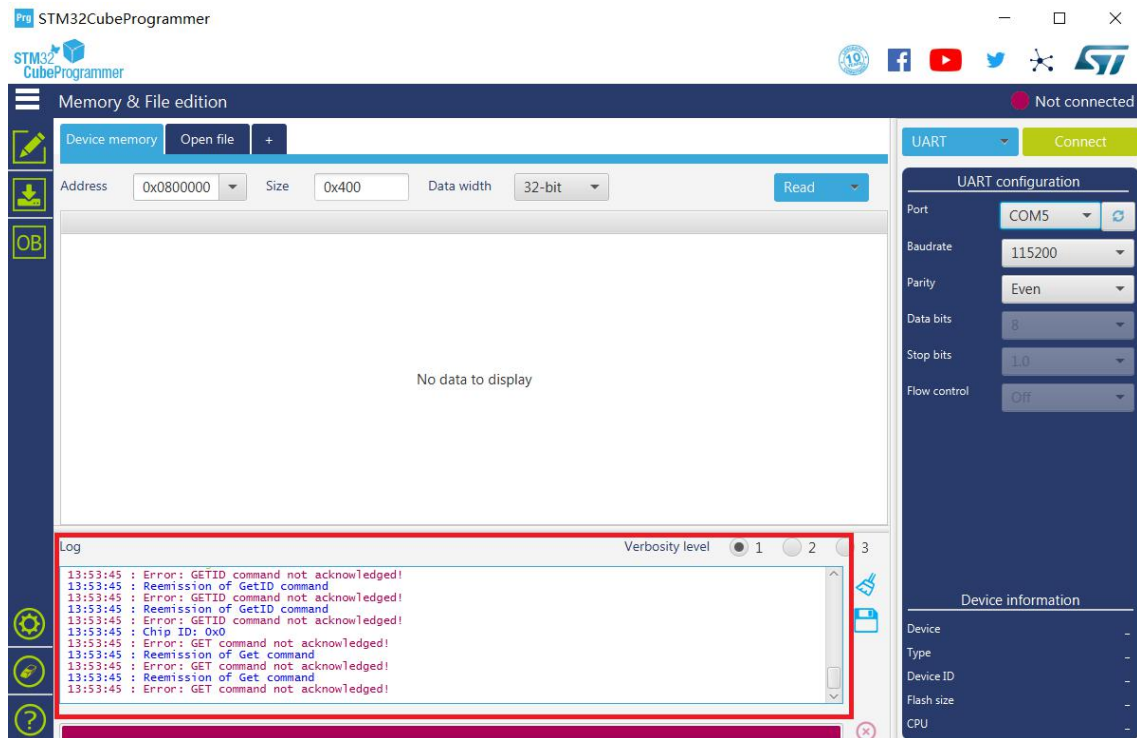 Prg STM32CubeProgrammer
STM32
CubeProgrammer
10
Memory & File edition
Not connected
Device memory
Open file
+
UART
Connect
Address
0x0800000
Size
0x400
Data width
32-bit
Read
UART configuration
Port
COM5
Baudrate
115200
Parity
Even
Data bits
8
Stop bits
1.0
Flow control
Off
OB
No data to display
Log
Verbosity level
1
2
3
13:53:45 : Error: GETID command not acknowledged!
13:53:45 : Reemission of GetID command
13:53:45 : Error: GETID command not acknowledged!
13:53:45 : Reemission of GetID command
13:53:45 : Error: GETID command not acknowledged!
13:53:45 : Chip ID: 0x0
13:53:45 : Error: GET command not acknowledged!
13:53:45 : Reemission of Get command
13:53:45 : Error: GET command not acknowledged!
13:53:45 : Reemission of Get command
13:53:45 : Error: GET command not acknowledged!
Device information
Device
-
Type
-
Device ID
-
Flash size
-
CPU
-
?